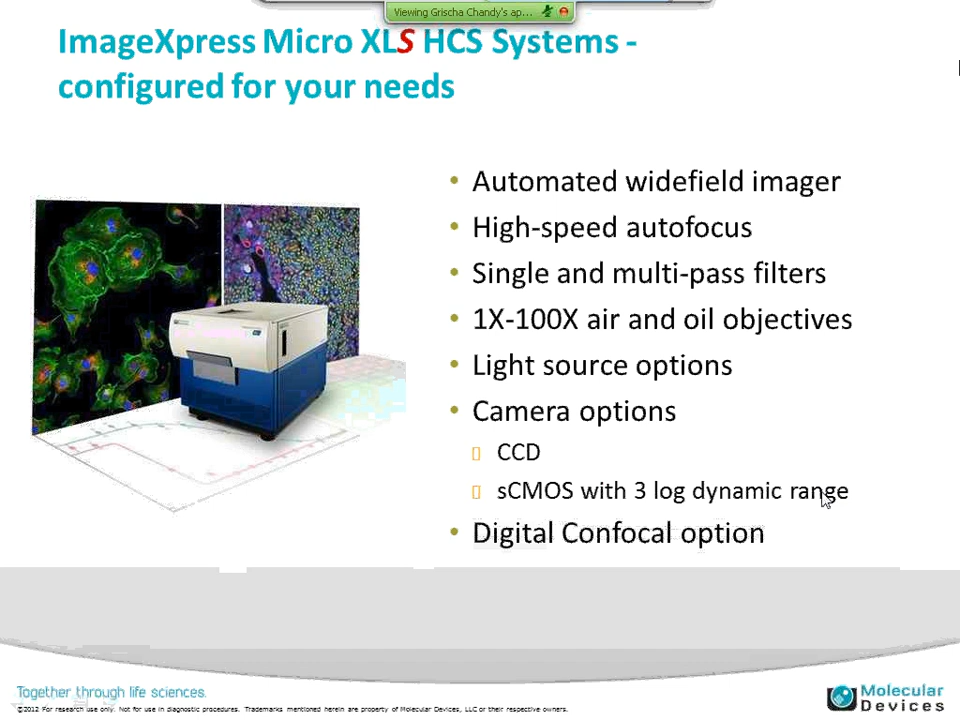 Viewing Grischa Chandy's ap...
ImageXpress Micro XLS HCS Systems -
configured for your needs
• Automated widefield imager
• High-speed autofocus
• Single and multi-pass filters
• 1X-100X air and oil objectives
• Light source options
• Camera options
▯ CCD
▯ sCMOS with 3 log dynamic range
• Digital Confocal option
Together through life sciences.
©2012 For research use only. Not for use in diagnostic procedures. Trademarks mentioned herein are property of Molecular Devices, LLC or their respective owners.
Molecular
Devices